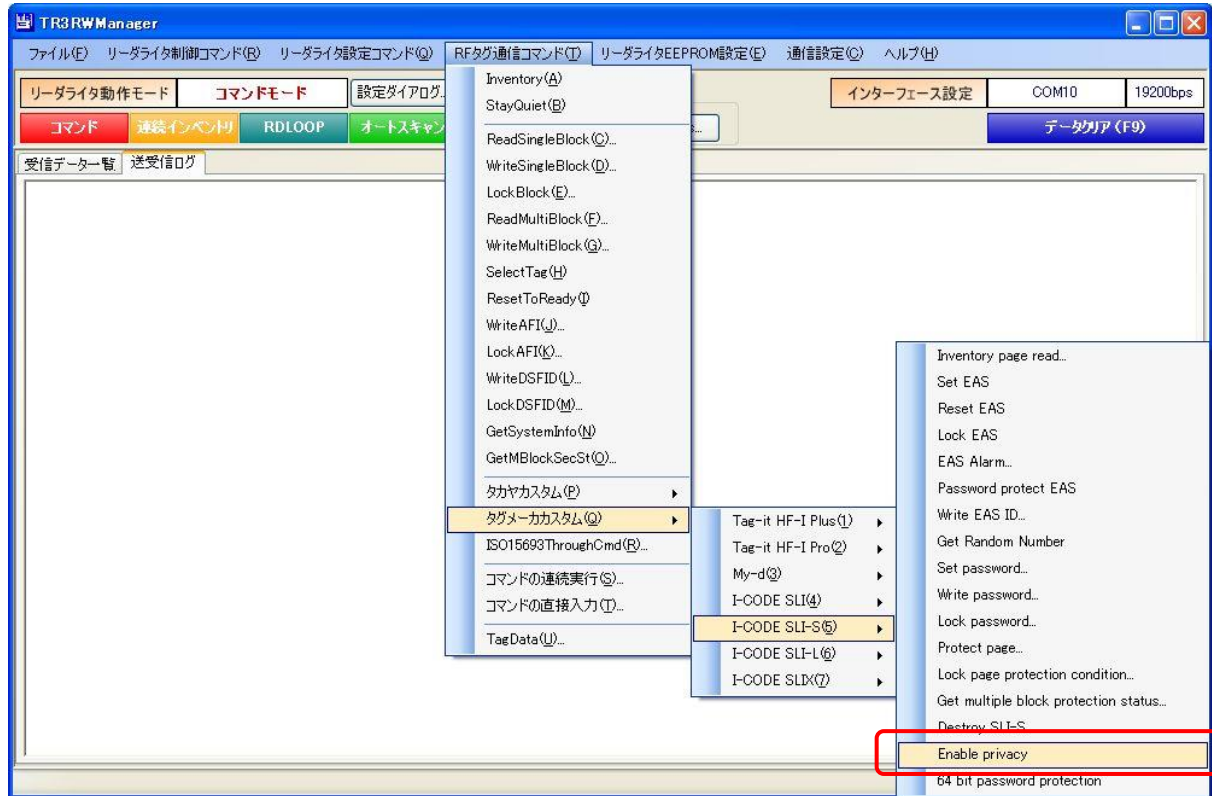 TR3RWManager
ファイル(F) リーダライタ制御コマンド(R) リーダライタ設定コマンド(Q) RFタグ通信コマンド(T) リーダライタEEPROM設定(E) 通信設定(C) ヘルプ(H)
リーダライタ動作モード コマンドモード 設定ダイアログ インターフェース設定 COM10 19200bps
コマンド 連続インベントリ RDLOOP オートスキャン データクリア(F9)
受信データ一覧 送受信ログ
Inventory(A)
StayQuiet(B)
ReadSingleBlock(C)...
WriteSingleBlock(D)...
LockBlock(E)...
ReadMultiBlock(F)...
WriteMultiBlock(G)...
SelectTag(H)
ResetToReady(I)
WriteAFI(J)...
LockAFI(K)...
WriteDSFID(L)...
LockDSFID(M)...
GetSystemInfo(N)
GetMBlockSecSt(O)...
タカヤカスタム(P)
タグメーカカスタム(Q)
ISO15693ThroughCmd(R)...
コマンドの連続実行(S)...
コマンドの直接入力(T)...
TagData(U)...
Tag-it HF-I Plus(1)
Tag-it HF-I Pro(2)
My-d(3)
I-CODE SLI(4)
I-CODE SLI-S(5)
I-CODE SLI-L(6)
I-CODE SLIX(7)
Inventory page read...
Set EAS
Reset EAS
Lock EAS
EAS Alarm...
Password protect EAS
Write EAS ID...
Get Random Number
Set password...
Write password...
Lock password...
Protect page...
Lock page protection condition...
Get multiple block protection status...
Destroy SLI-S
Enable privacy
64 bit password protection